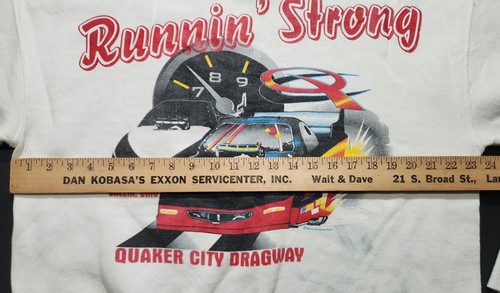 Runnin' Strong
7 8 9
1 2 3 4 5 6 7 8 9 10 11 12 13 14 15 16 17 18 19 20 21 22 23 24
DAN KOBASA'S EXXON SERVICENTER, INC. Wait & Dave 21 S. Broad St.,
QUAKER CITY DRAGWAY